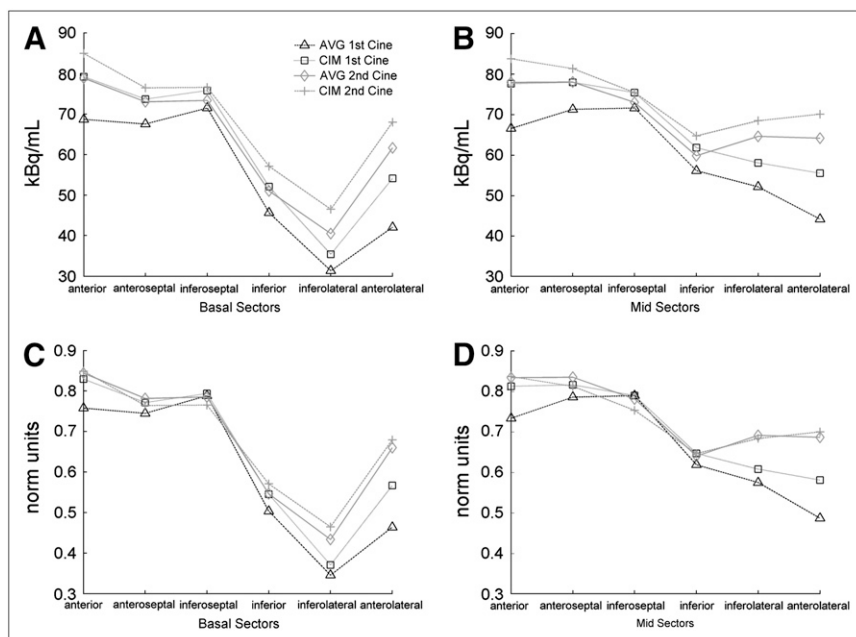 A
90
80
70
60
50
40
30
kBq/mL
AVG 1st Cine
CIM 1st Cine
AVG 2nd Cine
CIM 2nd Cine
anterior anteroseptal inferoseptal inferior inferolateral anterolateral
Basal Sectors
B
90
80
70
60
50
40
30
kBq/mL
anterior anteroseptal inferoseptal inferior inferolateral anterolateral
Mid Sectors
C
0.9
0.8
0.7
0.6
0.5
0.4
0.3
norm units
anterior anteroseptal inferoseptal inferior inferolateral anterolateral
Basal Sectors
D
0.9
0.8
0.7
0.6
0.5
0.4
0.3
norm units
anterior anteroseptal inferoseptal inferior inferolateral anterolateral
Mid Sectors